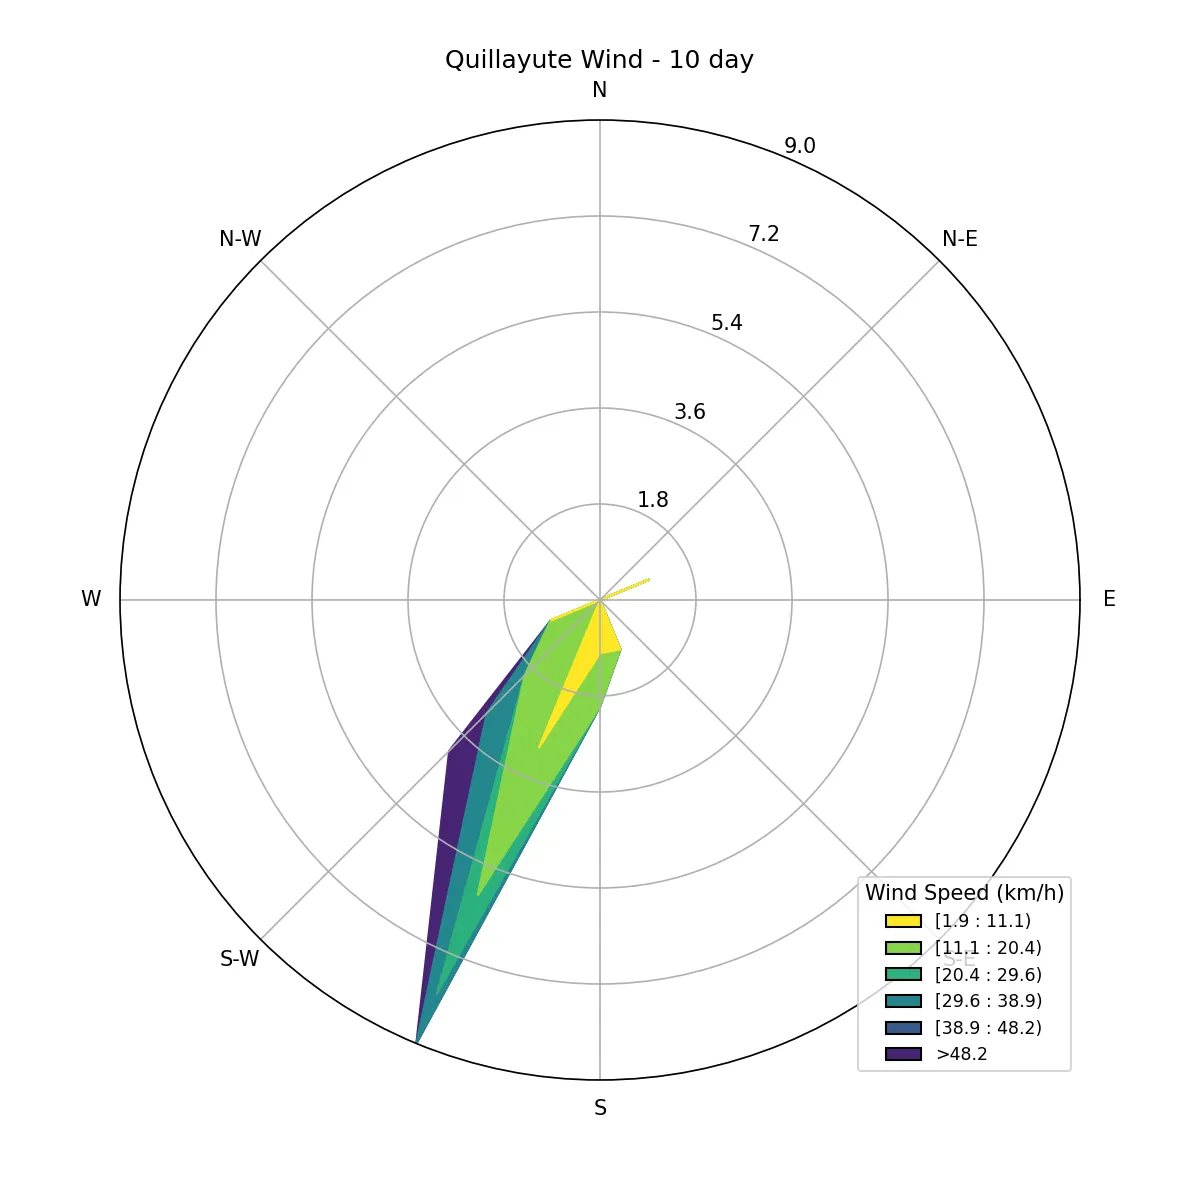 Quillayute Wind - 10 day
N
9.0
7.2
N-W
N-E
5.4
3.6
1.8
W
E
Wind Speed (km/h)
[1.9 : 11.1)
[11.1 : 20.4)
S-W
S-E
[20.4 : 29.6)
[29.6 : 38.9)
[38.9 : 48.2)
>48.2
S